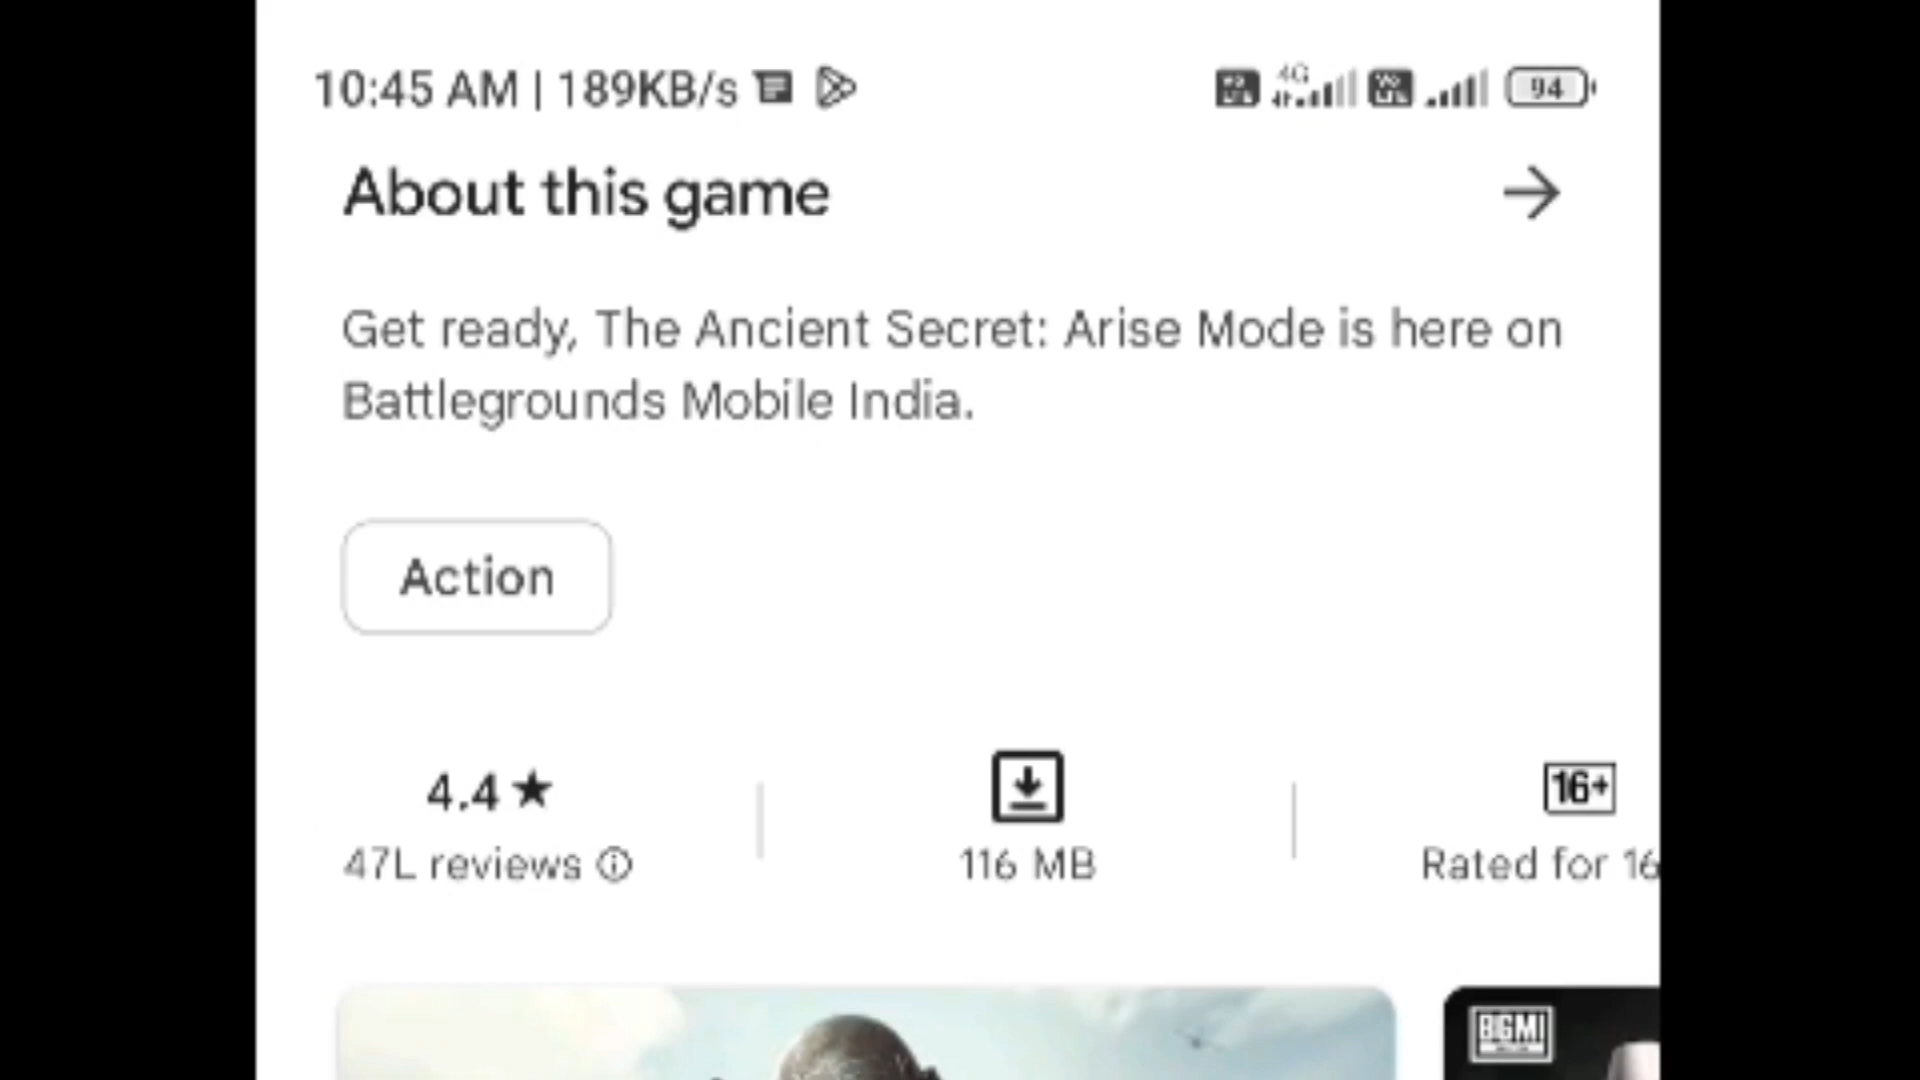 10:45 AM | 189KB/s
4G
94
About this game
Get ready, The Ancient Secret: Arise Mode is here on
Battlegrounds Mobile India.
Action
4.4★
16+
47L reviews
116 MB
Rated for 16
BGMI